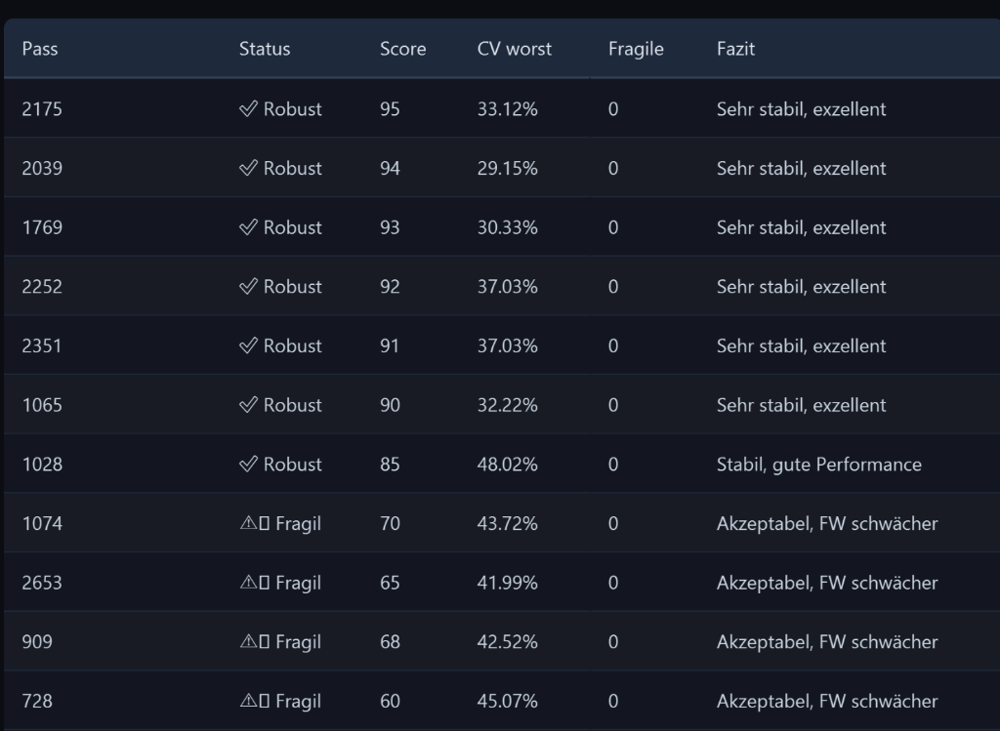 Pass Status Score CV worst Fragile Fazit
2175 ✅ Robust 95 33.12% 0 Sehr stabil, exzellent
2039 ✅ Robust 94 29.15% 0 Sehr stabil, exzellent
1769 ✅ Robust 93 30.33% 0 Sehr stabil, exzellent
2252 ✅ Robust 92 37.03% 0 Sehr stabil, exzellent
2351 ✅ Robust 91 37.03% 0 Sehr stabil, exzellent
1065 ✅ Robust 90 32.22% 0 Sehr stabil, exzellent
1028 ✅ Robust 85 48.02% 0 Stabil, gute Performance
1074 ⚠▯ Fragil 70 43.72% 0 Akzeptabel, FW schwächer
2653 ⚠▯ Fragil 65 41.99% 0 Akzeptabel, FW schwächer
909 ⚠▯ Fragil 68 42.52% 0 Akzeptabel, FW schwächer
728 ⚠▯ Fragil 60 45.07% 0 Akzeptabel, FW schwächer